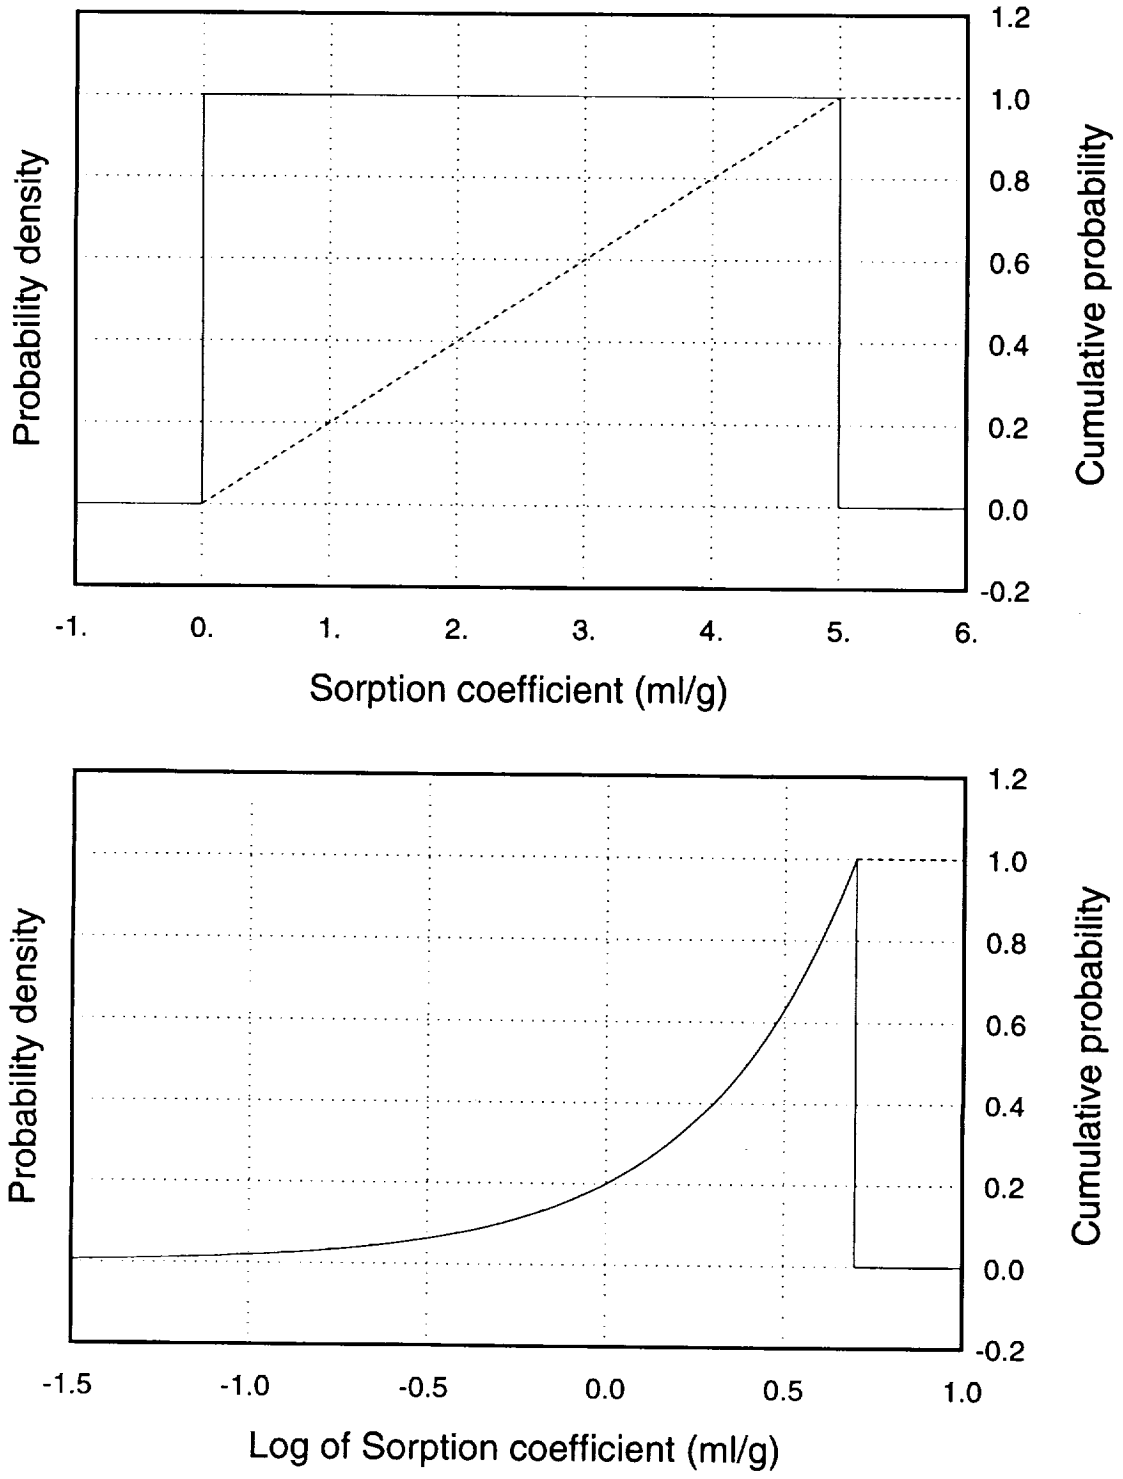 1.2
1.0
0.8
0.6
0.4
0.2
0.0
-0.2
Probability density
Cumulative probability
-1. 0. 1. 2. 3. 4. 5. 6.
Sorption coefficient (ml/g)
1.2
1.0
0.8
0.6
0.4
0.2
0.0
-0.2
Probability density
Cumulative probability
-1.5 -1.0 -0.5 0.0 0.5 1.0
Log of Sorption coefficient (ml/g)